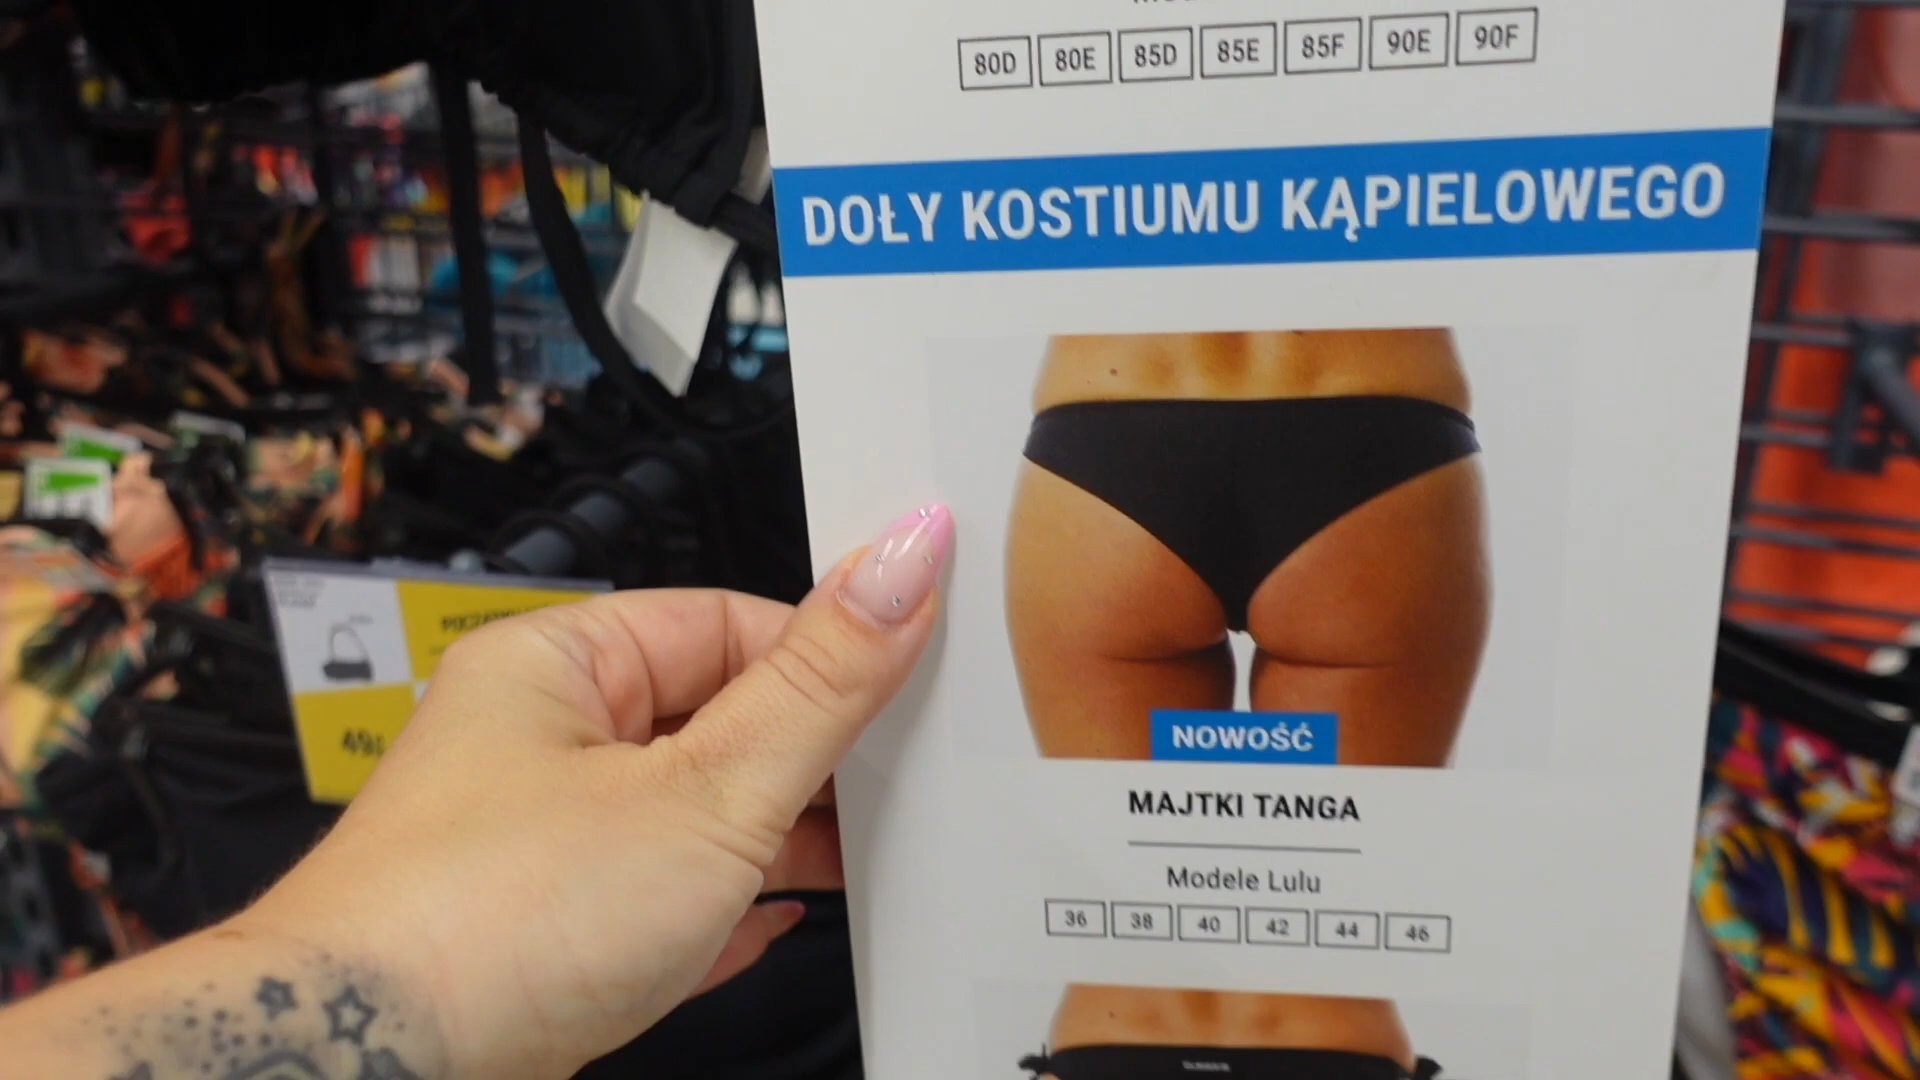 80D 80E 85D 85E 85F 90E 90F
DOŁY KOSTIUMU KĄPIELOWEGO
NOWOŚĆ
MAJTKI TANGA
Modele Lulu
36 38 40 42 44 46